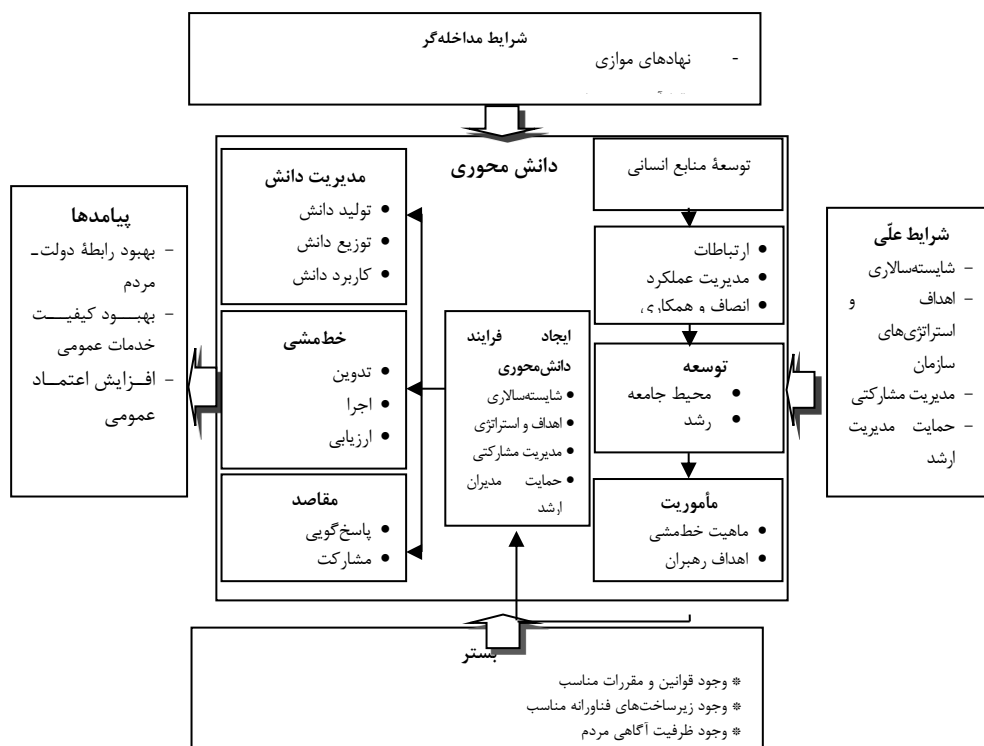 شرایط مداخله‌گر
- نهادهای موازی
دانش محوری
توسعهٔ منابع انسانی
• ارتباطات
• مدیریت عملکرد
• انصاف و همکاری
توسعه
• محیط جامعه
• رشد
مأموریت
• ماهیت خط‌مشی
• اهداف رهبران
شرایط علّی
- شایسته‌سالاری
- اهداف و
استراتژی‌های
سازمان
- مدیریت مشارکتی
- حمایت مدیریت
ارشد
ایجاد فرایند
دانش‌محوری
• شایسته‌سالاری
• اهداف و استراتژی
• مدیریت مشارکتی
• حمایت مدیران
ارشد
مدیریت دانش
• تولید دانش
• توزیع دانش
• کاربرد دانش
خط‌مشی
• تدوین
• اجرا
• ارزیابی
مقاصد
• پاسخ‌گویی
• مشارکت
پیامدها
- بهبود رابطهٔ دولت-
مردم
- بهبود کیفیت
خدمات عمومی
- افزایش اعتماد
عمومی
بستر
* وجود قوانین و مقررات مناسب
* وجود زیرساخت‌های فناورانه مناسب
* وجود ظرفیت آگاهی مردم